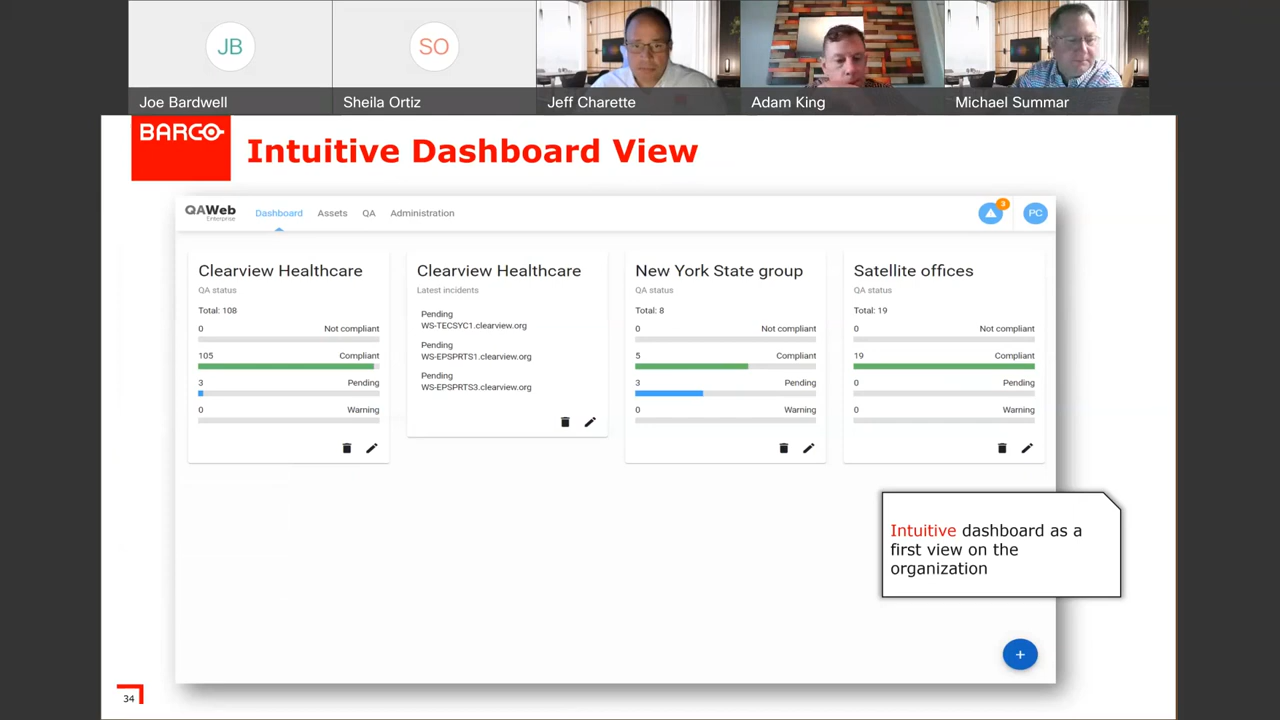 JB
SO
Joe Bardwell
Sheila Ortiz
Jeff Charette
Adam King
Michael Summar
BARCO
Intuitive Dashboard View
QAWeb
Enterprise
Dashboard
Assets
QA
Administration
3
PC
Clearview Healthcare
QA status
Total: 108
0 Not compliant
105 Compliant
3 Pending
0 Warning
Clearview Healthcare
Latest incidents
Pending
WS-TECSYC1.clearview.org
Pending
WS-EPSPRTS1.clearview.org
Pending
WS-EPSPRTS3.clearview.org
New York State group
QA status
Total: 8
0 Not compliant
5 Compliant
3 Pending
0 Warning
Satellite offices
QA status
Total: 19
0 Not compliant
19 Compliant
0 Pending
0 Warning
Intuitive dashboard as a
first view on the
organization
+
34